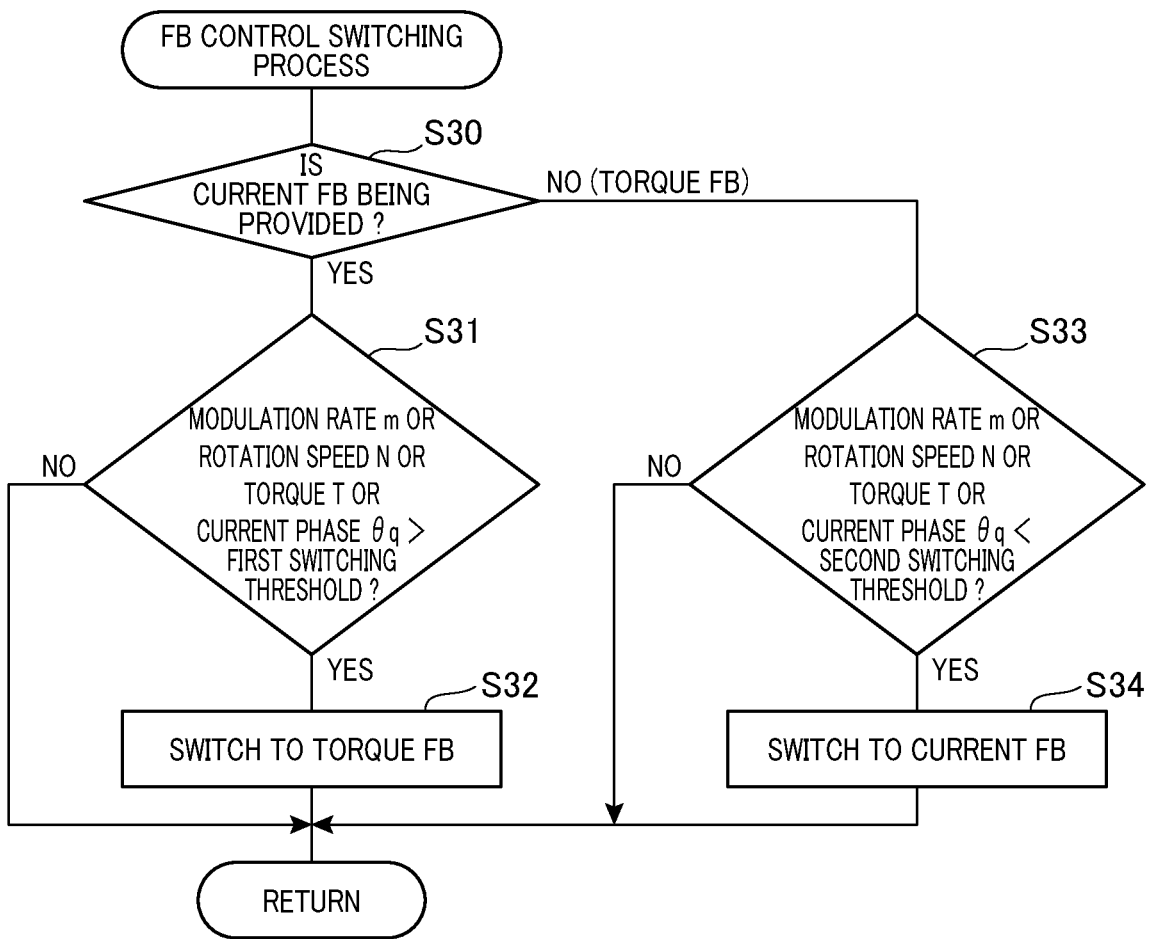 FB CONTROL SWITCHING
PROCESS
S30
IS
CURRENT FB BEING
PROVIDED ?
NO (TORQUE FB)
YES
S31
MODULATION RATE m OR
ROTATION SPEED N OR
TORQUE T OR
CURRENT PHASE θq >
FIRST SWITCHING
THRESHOLD ?
NO
YES
S32
SWITCH TO TORQUE FB
S33
MODULATION RATE m OR
ROTATION SPEED N OR
TORQUE T OR
CURRENT PHASE θq <
SECOND SWITCHING
THRESHOLD ?
NO
YES
S34
SWITCH TO CURRENT FB
RETURN